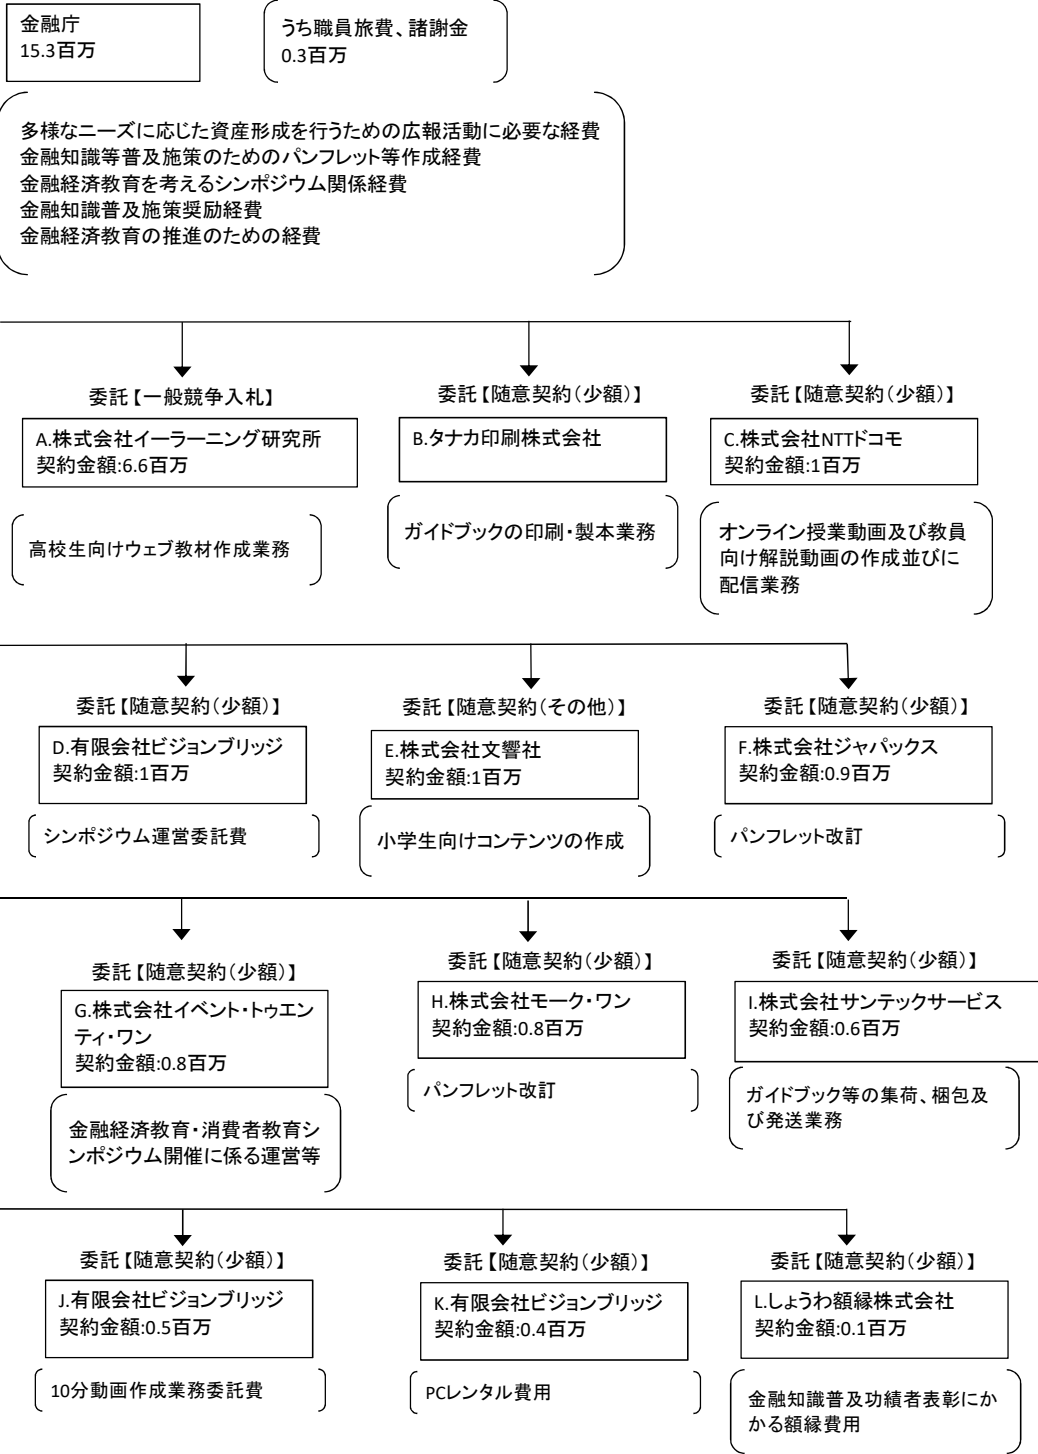 金融庁
15.3百万
うち職員旅費、諸謝金
0.3百万
多様なニーズに応じた資産形成を行うための広報活動に必要な経費
金融知識等普及施策のためのパンフレット等作成経費
金融経済教育を考えるシンポジウム関係経費
金融知識普及施策奨励経費
金融経済教育の推進のための経費
委託【一般競争入札】
A.株式会社イーラーニング研究所
契約金額:6.6百万
高校生向けウェブ教材作成業務
委託【随意契約(少額)】
B.タナカ印刷株式会社
ガイドブックの印刷・製本業務
委託【随意契約(少額)】
C.株式会社NTTドコモ
契約金額:1百万
オンライン授業動画及び教員
向け解説動画の作成並びに
配信業務
委託【随意契約(少額)】
D.有限会社ビジョンブリッジ
契約金額:1百万
シンポジウム運営委託費
委託【随意契約(その他)】
E.株式会社文響社
契約金額:1百万
小学生向けコンテンツの作成
委託【随意契約(少額)】
F.株式会社ジャパックス
契約金額:0.9百万
パンフレット改訂
委託【随意契約(少額)】
G.株式会社イベント・トゥエン
ティ・ワン
契約金額:0.8百万
金融経済教育・消費者教育シ
ンポジウム開催に係る運営等
委託【随意契約(少額)】
H.株式会社モーク・ワン
契約金額:0.8百万
パンフレット改訂
委託【随意契約(少額)】
I.株式会社サンテックサービス
契約金額:0.6百万
ガイドブック等の集荷、梱包及
び発送業務
委託【随意契約(少額)】
J.有限会社ビジョンブリッジ
契約金額:0.5百万
10分動画作成業務委託費
委託【随意契約(少額)】
K.有限会社ビジョンブリッジ
契約金額:0.4百万
PCレンタル費用
委託【随意契約(少額)】
L.しょうわ額縁株式会社
契約金額:0.1百万
金融知識普及功績者表彰にか
かる額縁費用